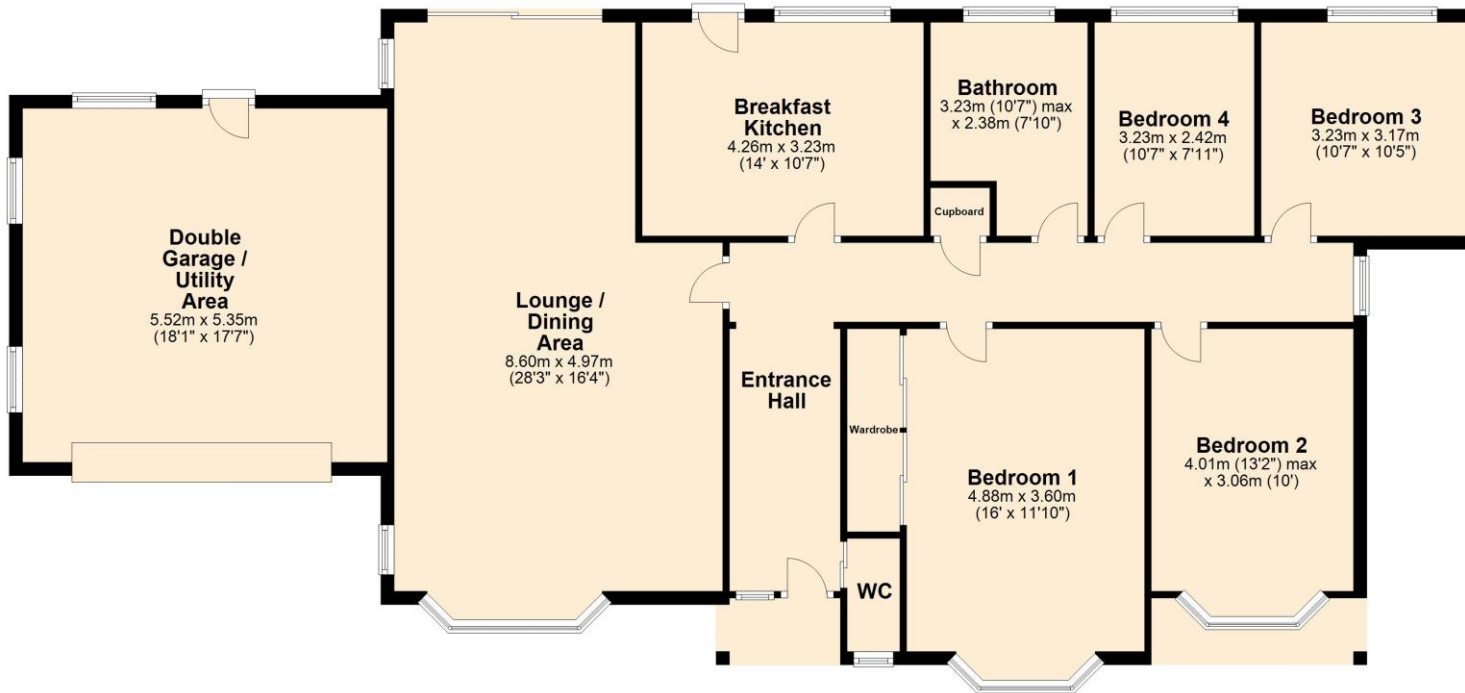 Double
Garage /
Utility
Area
5.52m x 5.35m
(18'1" x 17'7")
Lounge /
Dining
Area
8.60m x 4.97m
(28'3" x 16'4")
Breakfast
Kitchen
4.26m x 3.23m
(14' x 10'7")
Bathroom
3.23m (10'7") max
x 2.38m (7'10")
Cupboard
Bedroom 4
3.23m x 2.42m
(10'7" x 7'11")
Bedroom 3
3.23m x 3.17m
(10'7" x 10'5")
Entrance
Hall
Wardrobe
WC
Bedroom 1
4.88m x 3.60m
(16' x 11'10")
Bedroom 2
4.01m (13'2") max
x 3.06m (10')